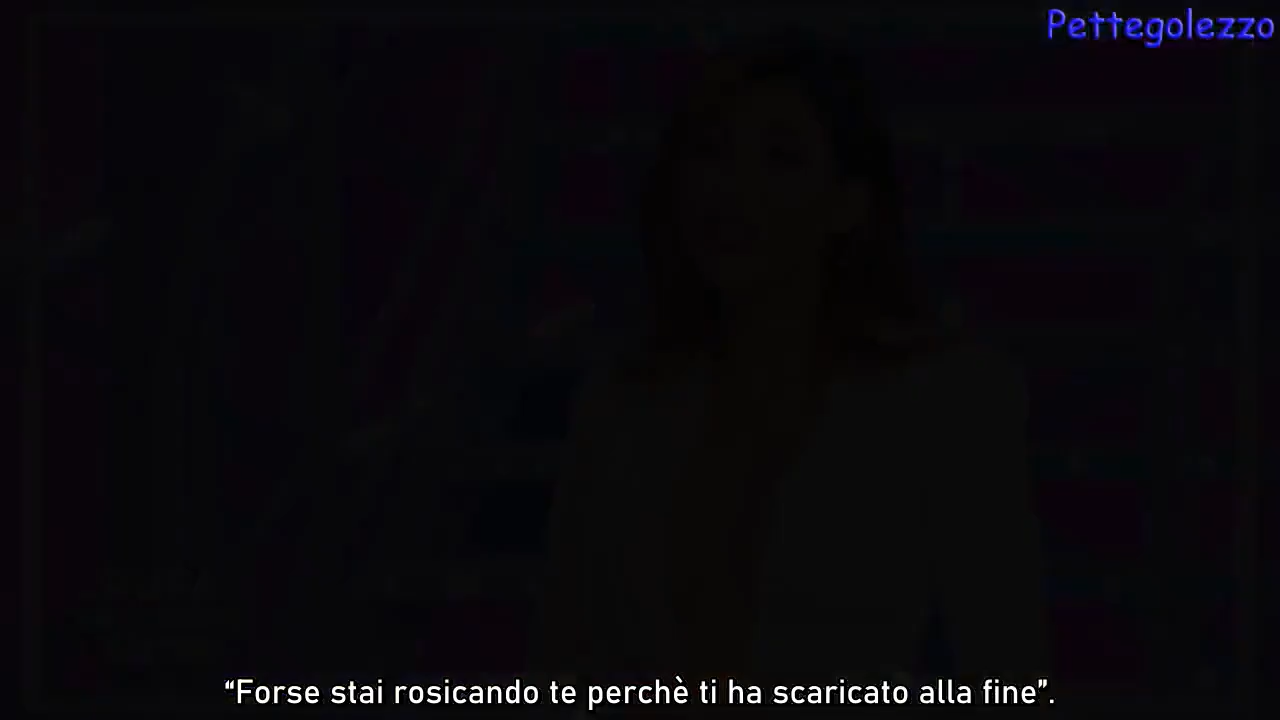 Pettegolezzo
“Forse stai rosicando te perchè ti ha scaricato alla fine”.